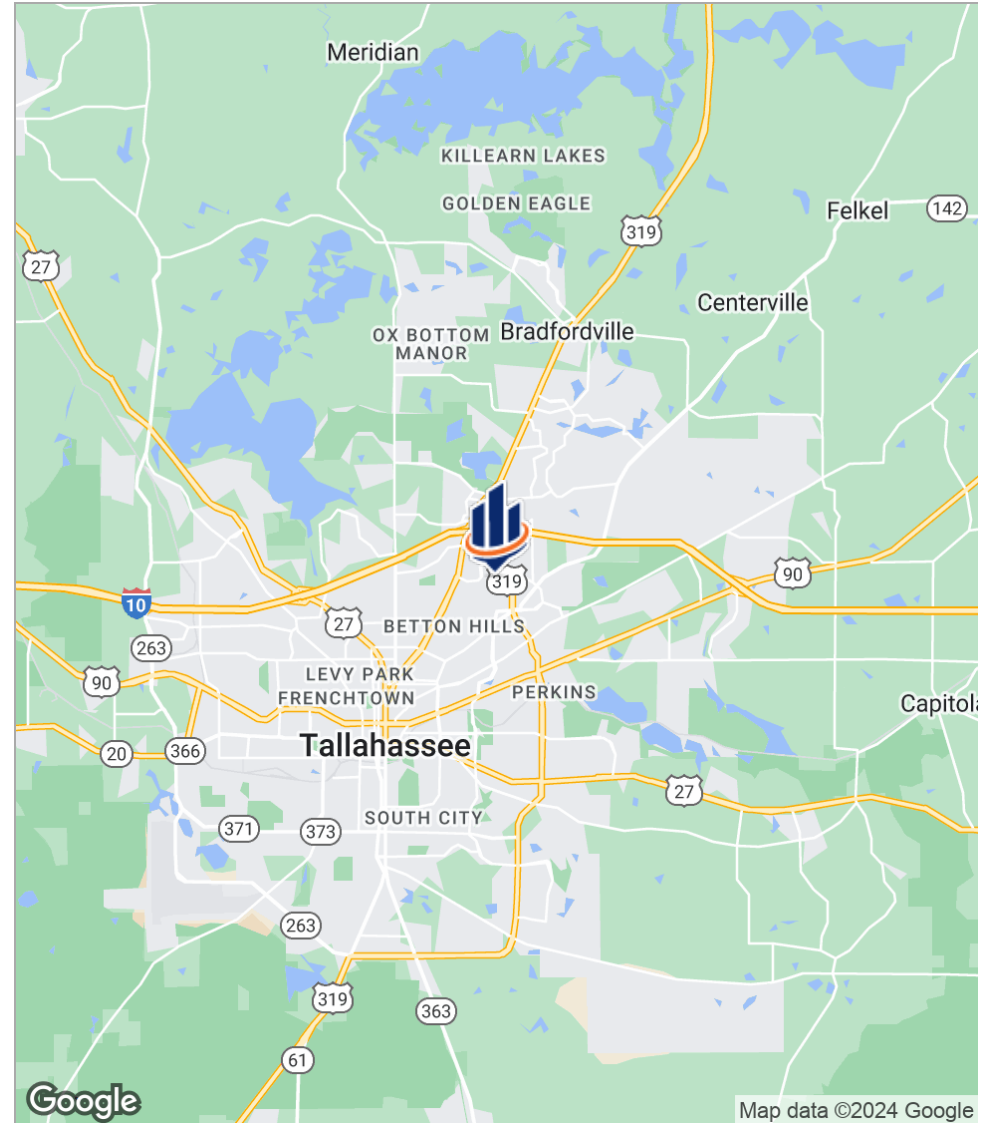 Meridian
KILLEARN LAKES
GOLDEN EAGLE
Felkel
142
319
27
Centerville
OX BOTTOM
MANOR
Bradfordville
90
319
10
27
BETTON HILLS
263
LEVY PARK
90
FRENCHTOWN
PERKINS
Capitola
Tallahassee
20
366
27
SOUTH CITY
371
373
263
319
363
61
Google
Map data ©2024 Google